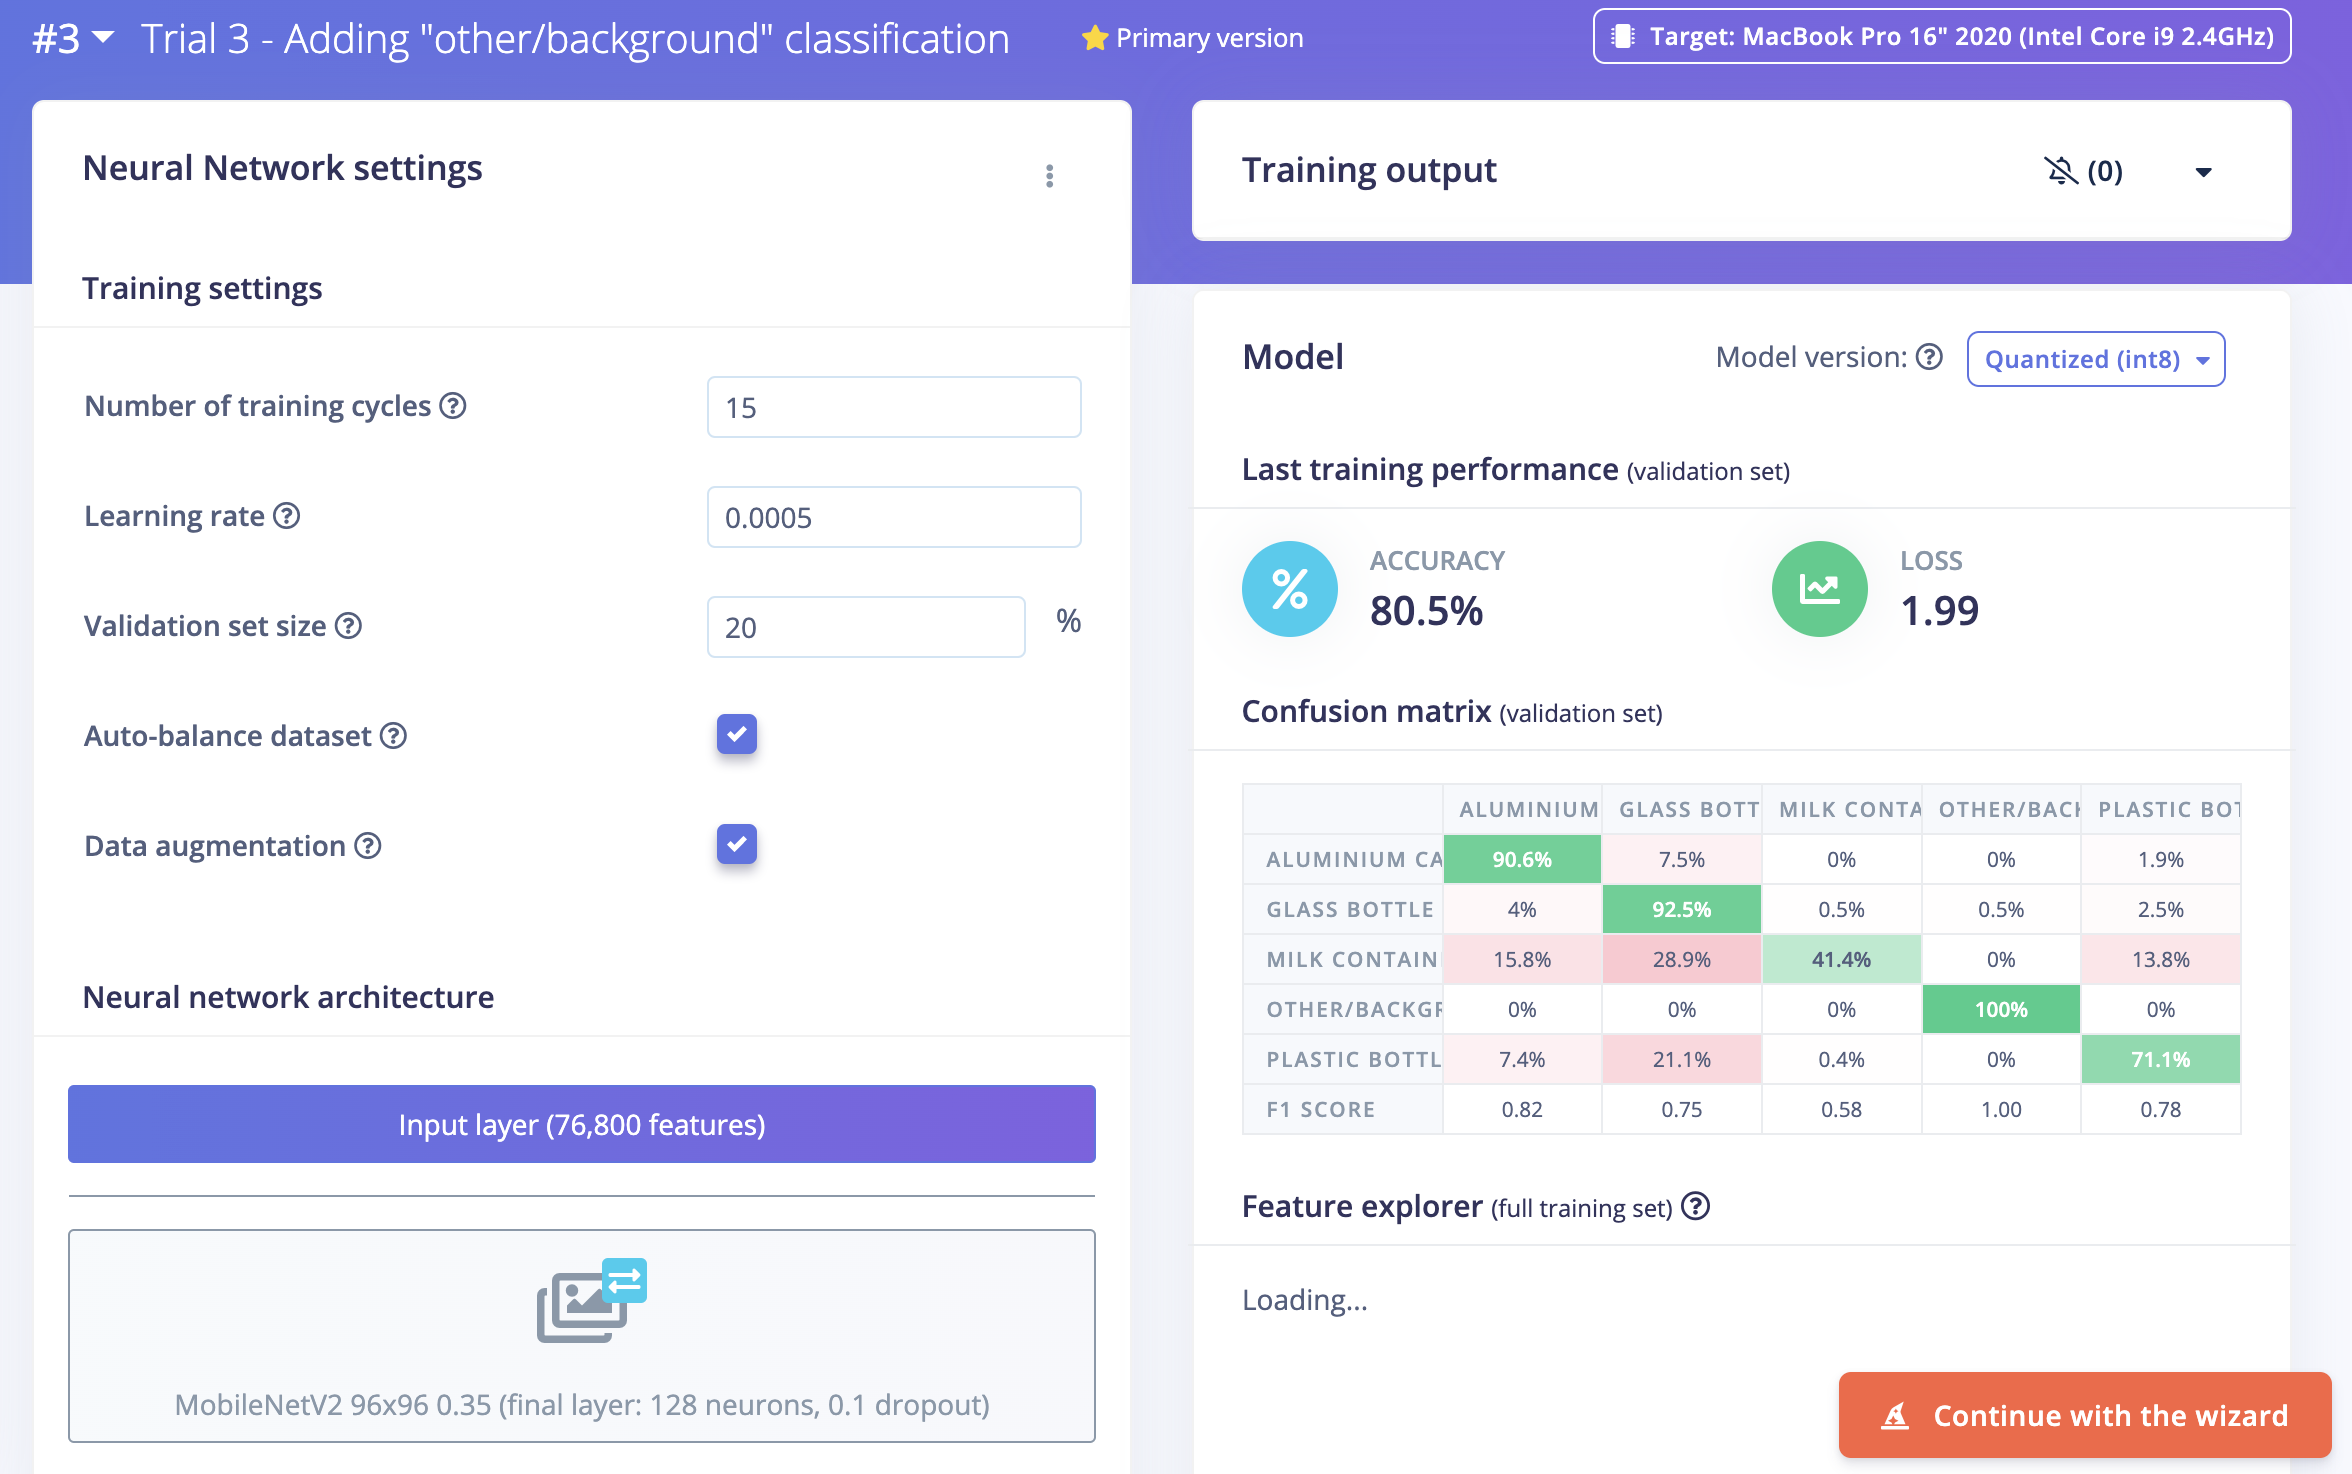 #3 Trial 3 - Adding "other/background" classification
Primary version
Target: MacBook Pro 16" 2020 (Intel Core i9 2.4GHz)
Neural Network settings
Training settings
Number of training cycles ?
15
Learning rate ?
0.0005
Validation set size ?
20 %
Auto-balance dataset ?
Data augmentation ?
Neural network architecture
Input layer (76,800 features)
MobileNetV2 96x96 0.35 (final layer: 128 neurons, 0.1 dropout)
Training output
(0)
Model
Model version: ? Quantized (int8)
Last training performance (validation set)
%
ACCURACY
80.5%
LOSS
1.99
Confusion matrix (validation set)
ALUMINIUM GLASS BOTT MILK CONTA OTHER/BACK PLASTIC BOT
ALUMINIUM CA 90.6% 7.5% 0% 0% 1.9%
GLASS BOTTLE 4% 92.5% 0.5% 0.5% 2.5%
MILK CONTAIN 15.8% 28.9% 41.4% 0% 13.8%
OTHER/BACKGR 0% 0% 0% 100% 0%
PLASTIC BOTTL 7.4% 21.1% 0.4% 0% 71.1%
F1 SCORE 0.82 0.75 0.58 1.00 0.78
Feature explorer (full training set) ?
Loading...
Continue with the wizard